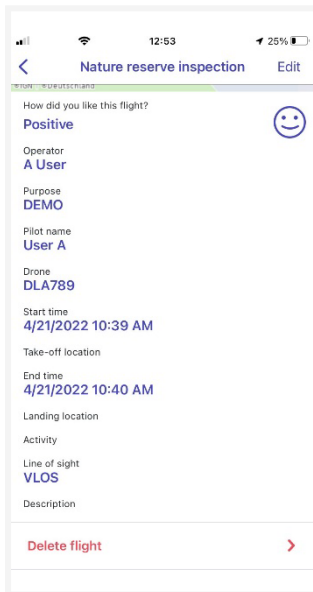 12:53
25%
Nature reserve inspection
Edit
©IGN ©Deutschland
How did you like this flight?
Positive
Operator
A User
Purpose
DEMO
Pilot name
User A
Drone
DLA789
Start time
4/21/2022 10:39 AM
Take-off location
End time
4/21/2022 10:40 AM
Landing location
Activity
Line of sight
VLOS
Description
Delete flight